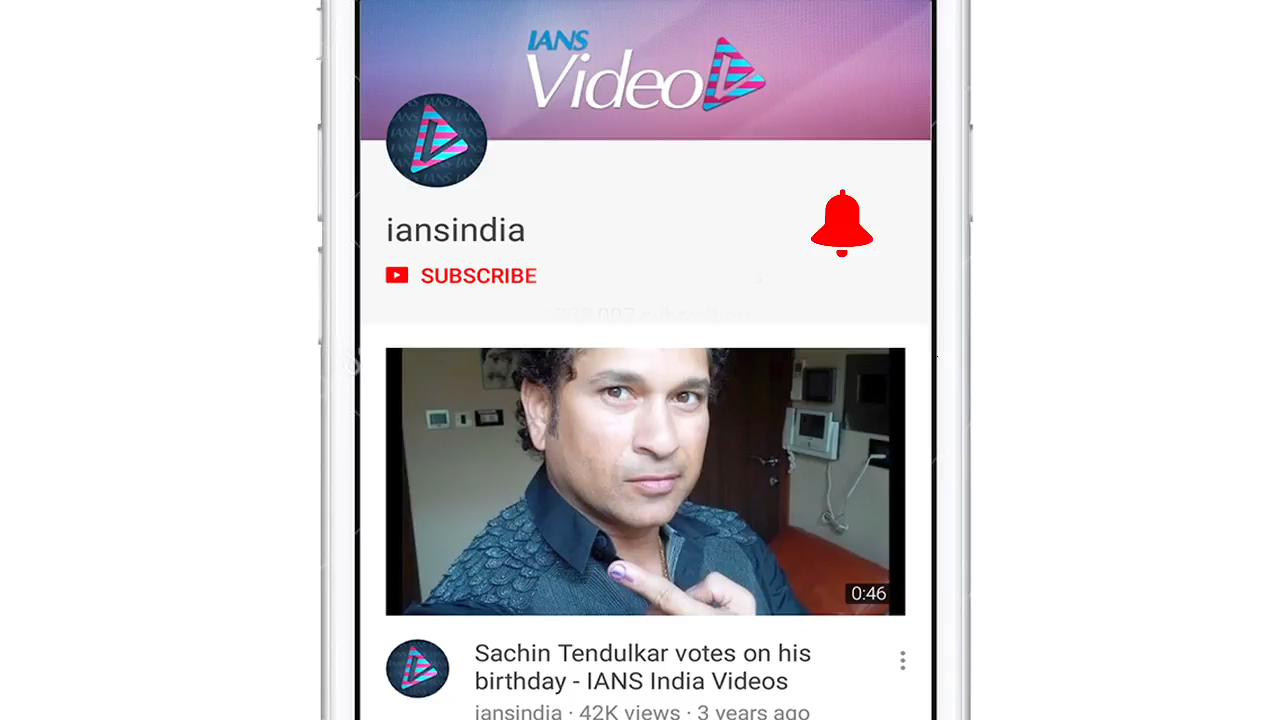 IANS
Video
iansindia
SUBSCRIBE
0:46
Sachin Tendulkar votes on his
birthday - IANS India Videos
iansindia · 42K views · 3 years ago